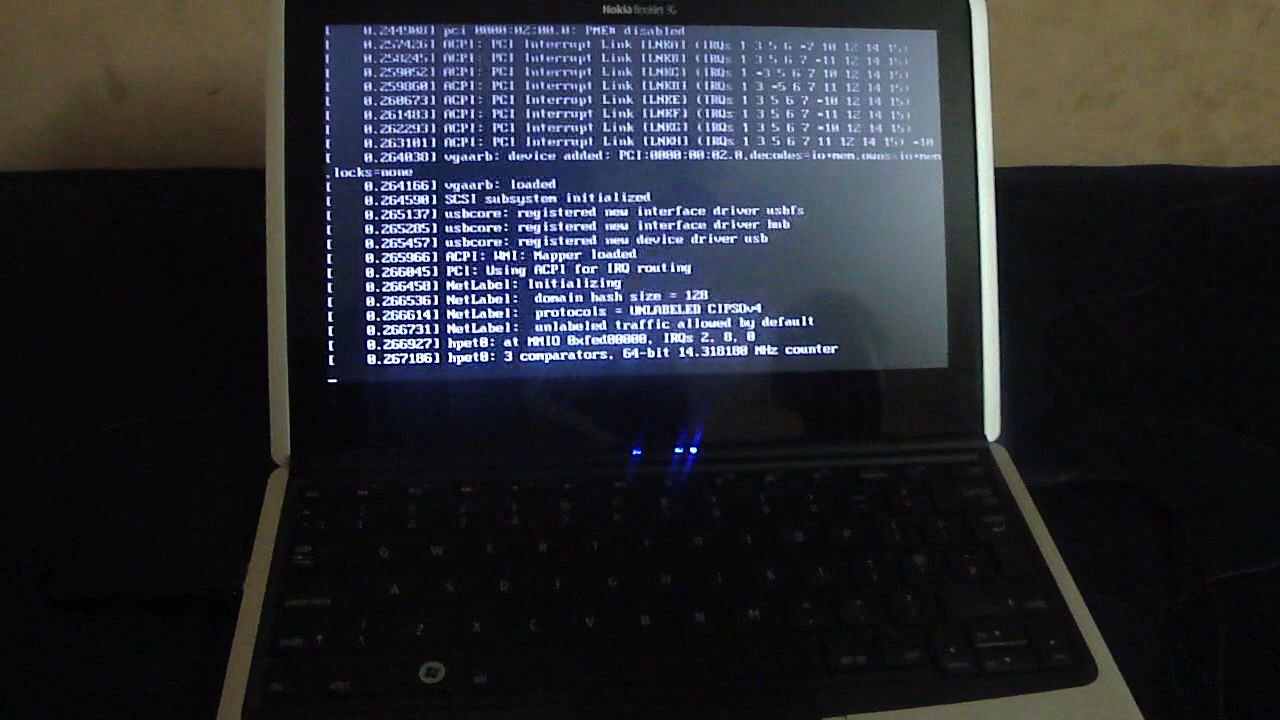 Nokia Booklet 3G
[ 0.244908] pci 0000:02:00.0: PME# disabled
[ 0.257426] ACPI: PCI Interrupt Link [LNKA] (IRQs 1 3 5 6 *7 10 12 14 15)
[ 0.258245] ACPI: PCI Interrupt Link [LNKB] (IRQs 1 3 5 6 7 *11 12 14 15)
[ 0.259052] ACPI: PCI Interrupt Link [LNKC] (IRQs 1 *3 5 6 7 10 12 14 15)
[ 0.259860] ACPI: PCI Interrupt Link [LNKD] (IRQs 1 3 *5 6 7 11 12 14 15)
[ 0.260673] ACPI: PCI Interrupt Link [LNKE] (IRQs 1 3 5 6 7 *10 12 14 15)
[ 0.261483] ACPI: PCI Interrupt Link [LNKF] (IRQs 1 3 5 6 7 *11 12 14 15)
[ 0.262293] ACPI: PCI Interrupt Link [LNKG] (IRQs 1 3 5 6 7 *10 12 14 15)
[ 0.263101] ACPI: PCI Interrupt Link [LNKH] (IRQs 1 3 5 6 7 11 12 14 15) *10
[ 0.264038] vgaarb: device added: PCI:0000:00:02.0,decodes=io+mem,owns=io+mem
,locks=none
[ 0.264166] vgaarb: loaded
[ 0.264590] SCSI subsystem initialized
[ 0.265137] usbcore: registered new interface driver usbfs
[ 0.265285] usbcore: registered new interface driver hub
[ 0.265457] usbcore: registered new device driver usb
[ 0.265966] ACPI: WMI: Mapper loaded
[ 0.266045] PCI: Using ACPI for IRQ routing
[ 0.266458] NetLabel: Initializing
[ 0.266536] NetLabel:  domain hash size = 128
[ 0.266614] NetLabel:  protocols = UNLABELED CIPSOv4
[ 0.266731] NetLabel:  unlabeled traffic allowed by default
[ 0.266927] hpet0: at MMIO 0xfed00000, IRQs 2, 8, 0
[ 0.267186] hpet0: 3 comparators, 64-bit 14.318180 MHz counter
Q W E R T Y
A S D F G H J K L
Z X C V B N M